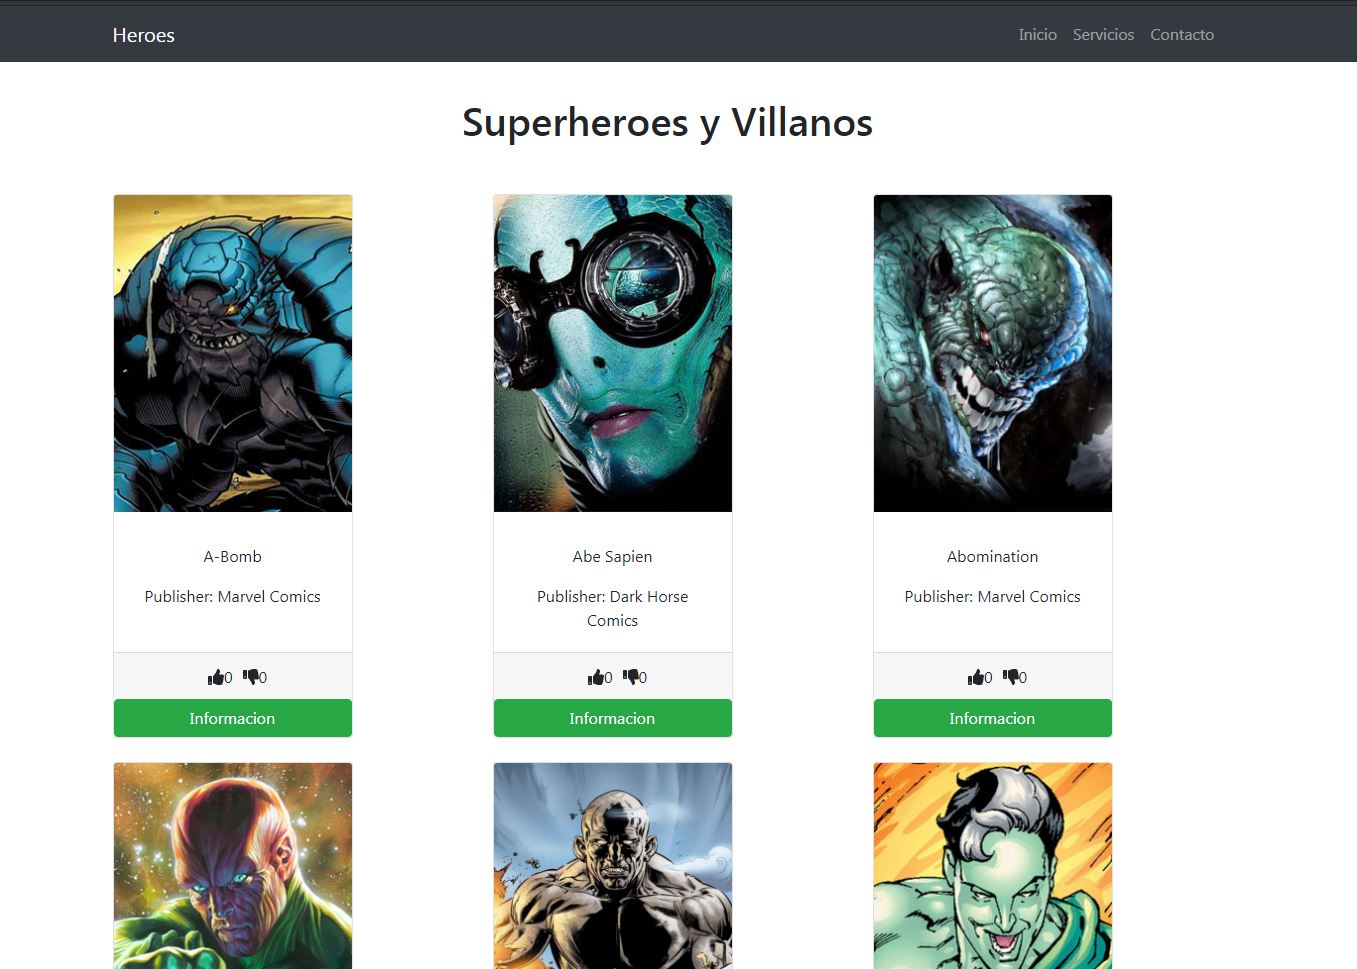 Heroes
Inicio Servicios Contacto
Superheroes y Villanos
A-Bomb
Publisher: Marvel Comics
0 0
Informacion
Abe Sapien
Publisher: Dark Horse
Comics
0 0
Informacion
Abomination
Publisher: Marvel Comics
0 0
Informacion